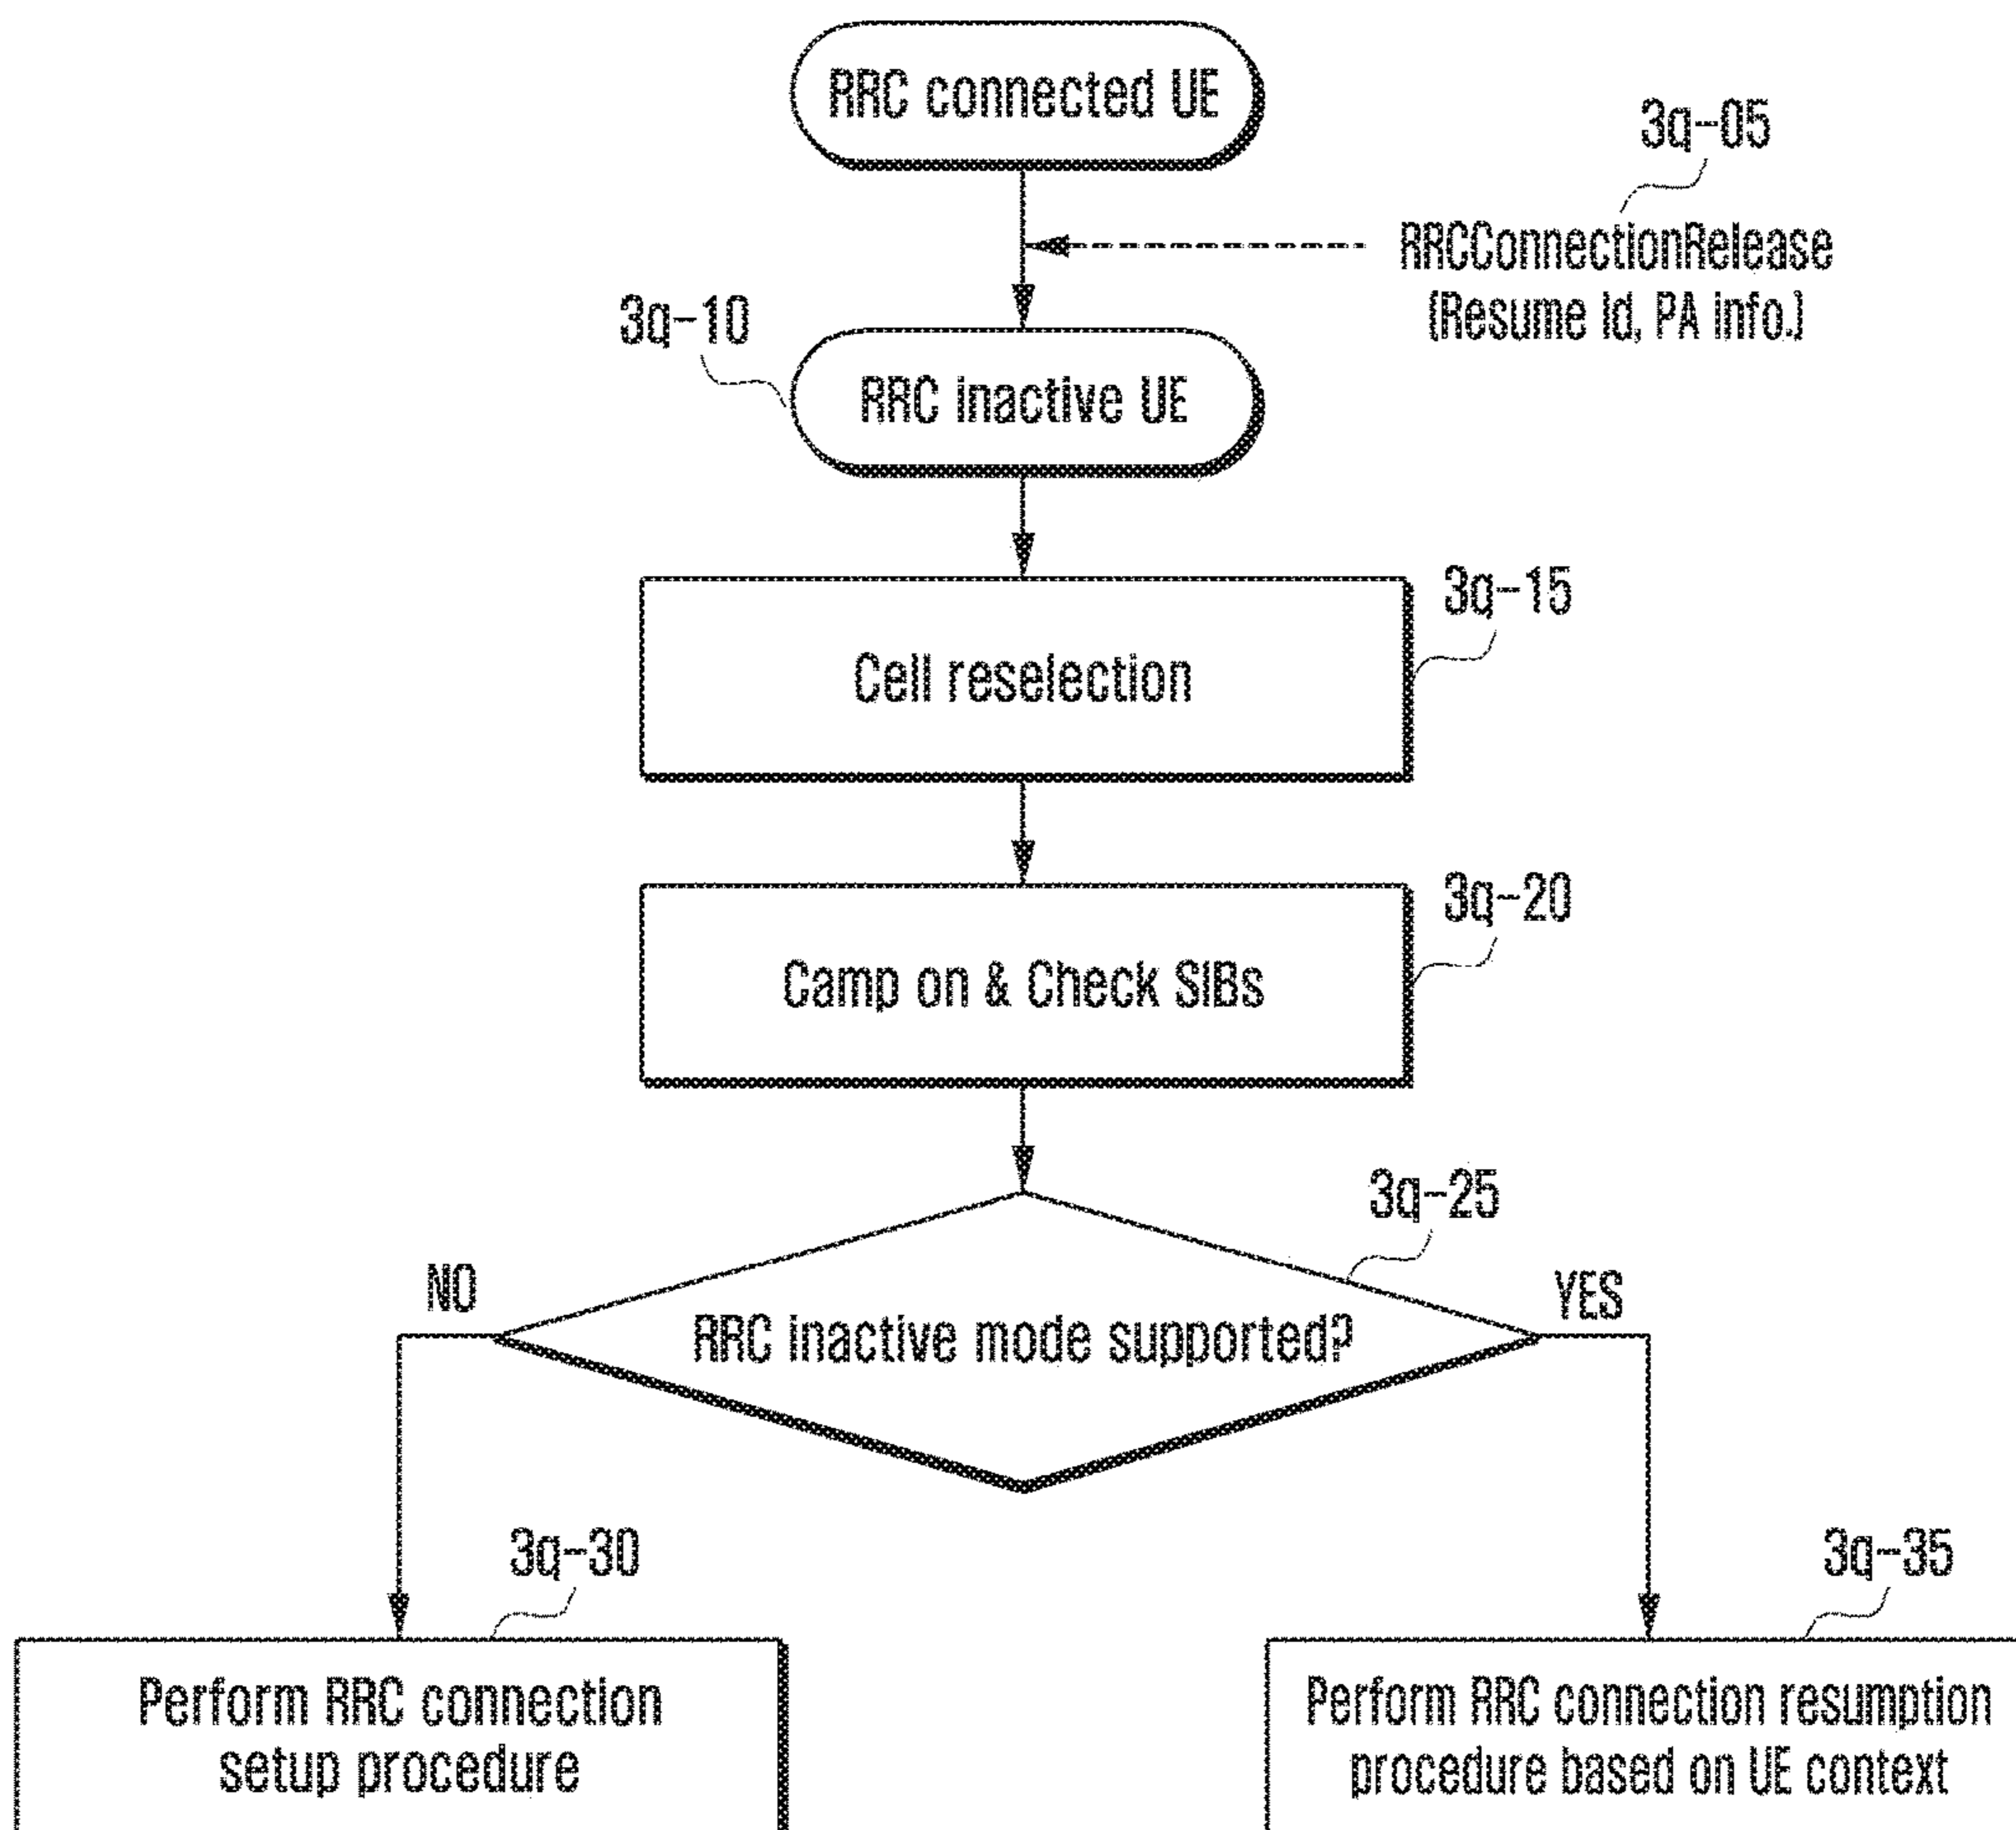 RRC connected UE
3q-05
RRCConnectionRelease
(Resume Id, PA info.)
3q-10
RRC inactive UE
3q-15
Cell reselection
3q-20
Camp on & Check SIBs
3q-25
NO
YES
RRC inactive mode supported?
3q-30
3q-35
Perform RRC connection
setup procedure
Perform RRC connection resumption
procedure based on UE context